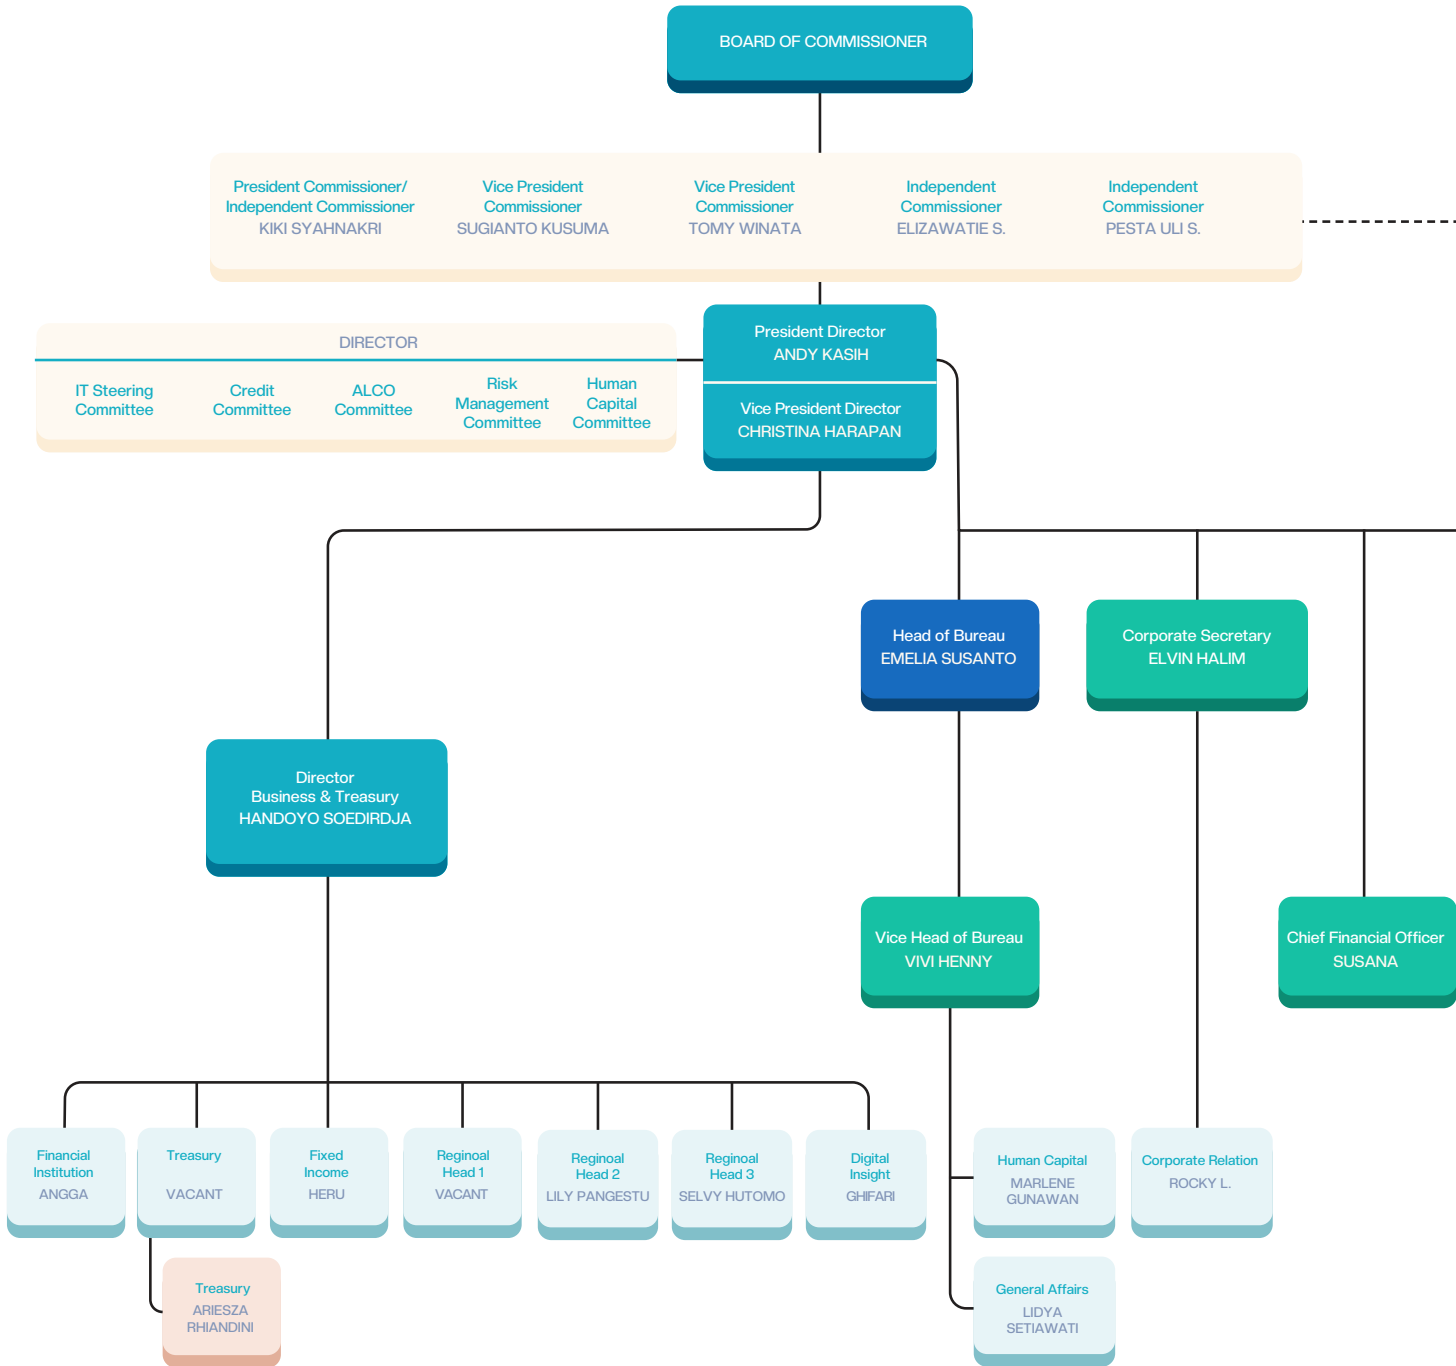 BOARD OF COMMISSIONER
President Commissioner/
Independent Commissioner
KIKI SYAHNAKRI
Vice President
Commissioner
SUGIANTO KUSUMA
Vice President
Commissioner
TOMY WINATA
Independent
Commissioner
ELIZAWATIE S.
Independent
Commissioner
PESTA ULI S.
DIRECTOR
IT Steering
Committee
Credit
Committee
ALCO
Committee
Risk
Management
Committee
Human
Capital
Committee
President Director
ANDY KASIH
Vice President Director
CHRISTINA HARAPAN
Head of Bureau
EMELIA SUSANTO
Corporate Secretary
ELVIN HALIM
Director
Business & Treasury
HANDOYO SOEDIRDJA
Vice Head of Bureau
VIVI HENNY
Chief Financial Officer
SUSANA
Financial
Institution
ANGGA
Treasury
VACANT
Fixed
Income
HERU
Reginoal
Head 1
VACANT
Reginoal
Head 2
LILY PANGESTU
Reginoal
Head 3
SELVY HUTOMO
Digital
Insight
GHIFARI
Human Capital
MARLENE
GUNAWAN
Corporate Relation
ROCKY L.
Treasury
ARIESZA
RHIANDINI
General Affairs
LIDYA
SETIAWATI